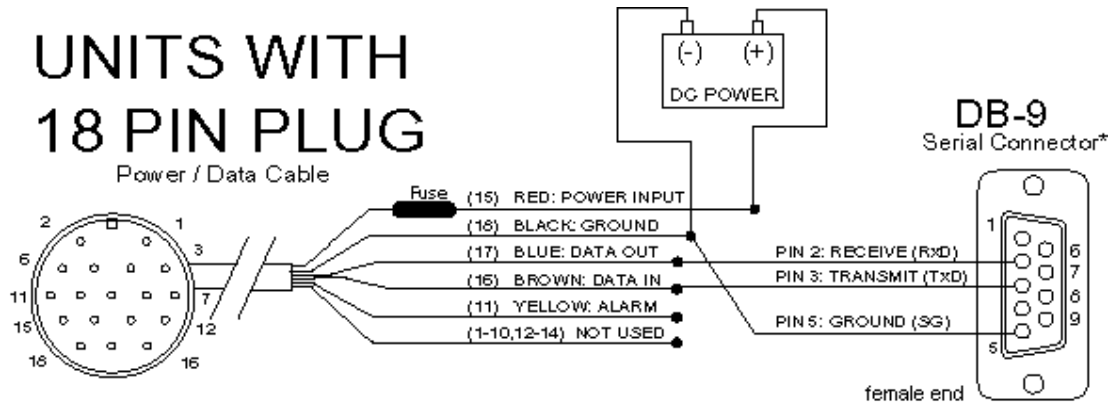 UNITS WITH
18 PIN PLUG
Power / Data Cable
(-) (+)
DC POWER
DB-9
Serial Connector*
Fuse
(15) RED: POWER INPUT
(18) BLACK: GROUND
(17) BLUE: DATA OUT
(16) BROWN: DATA IN
(11) YELLOW: ALARM
(1-10,12-14) NOT USED
PIN 2: RECEIVE (RxD)
PIN 3: TRANSMIT (TxD)
PIN 5: GROUND (SG)
2
1
6
3
11
7
15
12
18
16
1
6
7
8
9
5
female end